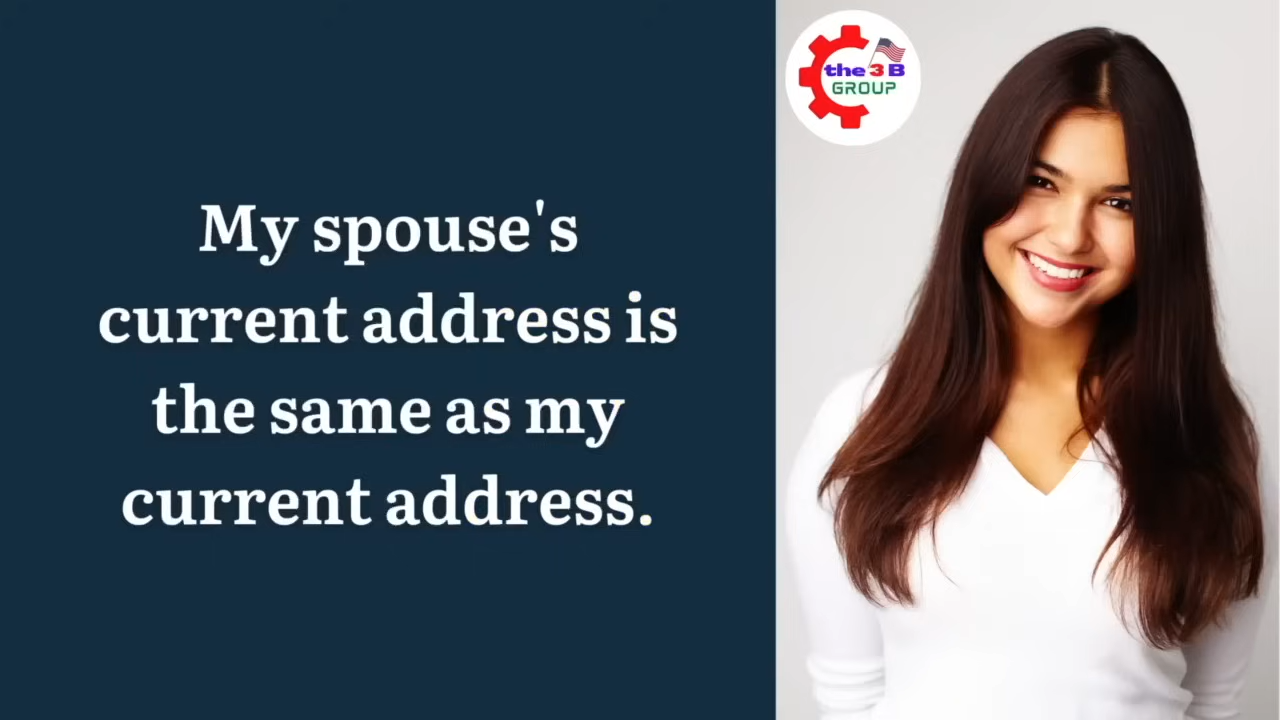 My spouse's
current address is
the same as my
current address.
the 3 B
GROUP